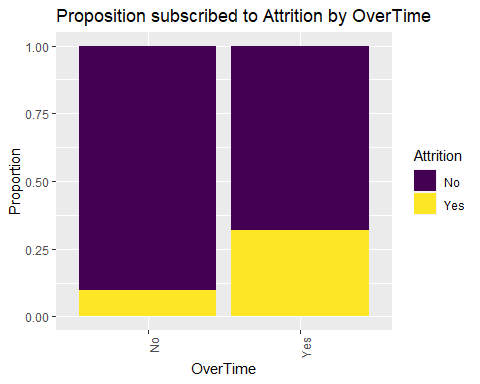 Proposition subscribed to Attrition by OverTime
Proportion
1.00
0.75
0.50
0.25
0.00
No
Yes
OverTime
Attrition
No
Yes